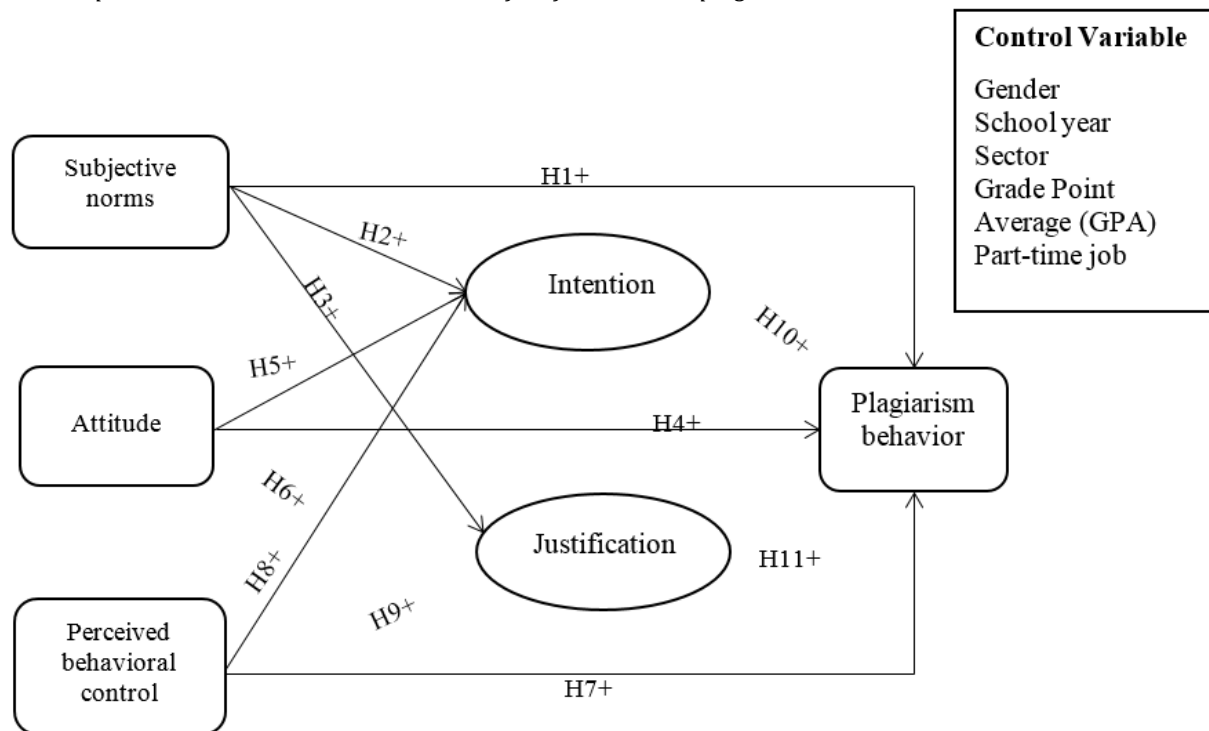 Control Variable
Gender
School year
Sector
Grade Point
Average (GPA)
Part-time job
Subjective
norms
H1+
H2+
H3+
Intention
H10+
H5+
Attitude
H4+
Plagiarism
behavior
H6+
Justification
H8+
H11+
H9+
Perceived
behavioral
control
H7+